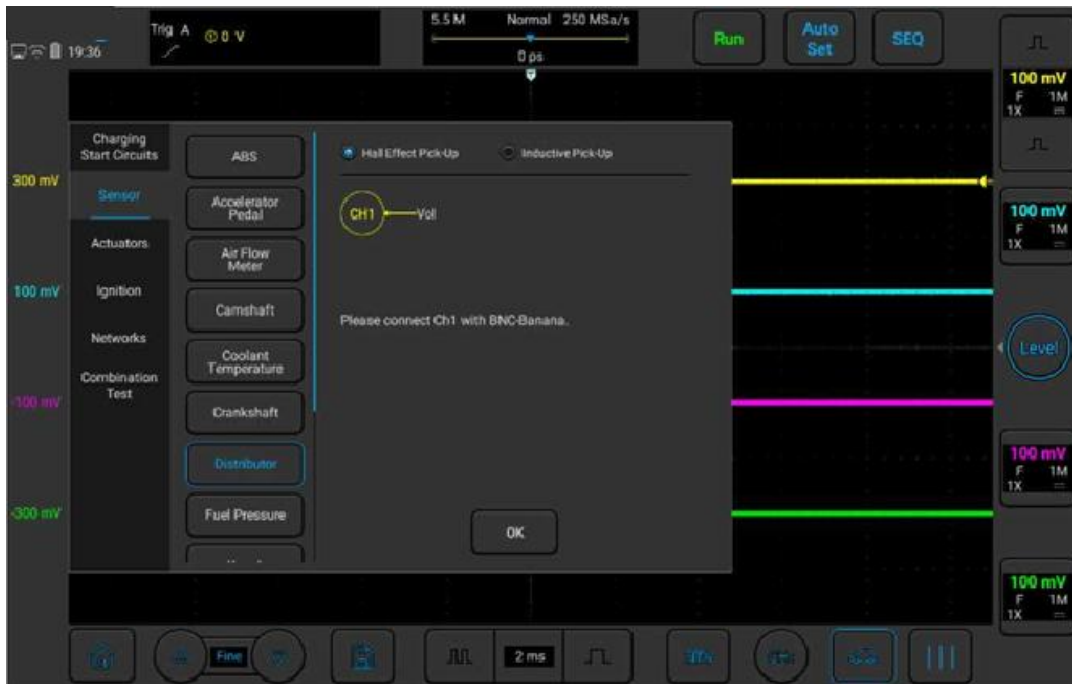 19:36
Trig A
0 V
5.5 M Normal 250 MSa/s
0 ps
Run
Auto
Set
SEQ
100 mV
F 1M
1X
300 mV
100 mV
-100 mV
-300 mV
Charging
Start Circuits
Sensor
Actuators
Ignition
Networks
Combination
Test
ABS
Accelerator
Pedal
Air Flow
Meter
Camshaft
Coolant
Temperature
Crankshaft
Distributor
Fuel Pressure
Hall Effect Pick-Up
Inductive Pick-Up
CH1
Volt
Please connect Ch1 with BNC-Banana.
OK
100 mV
F 1M
1X
Level
100 mV
F 1M
1X
100 mV
F 1M
1X
Fine
2 ms